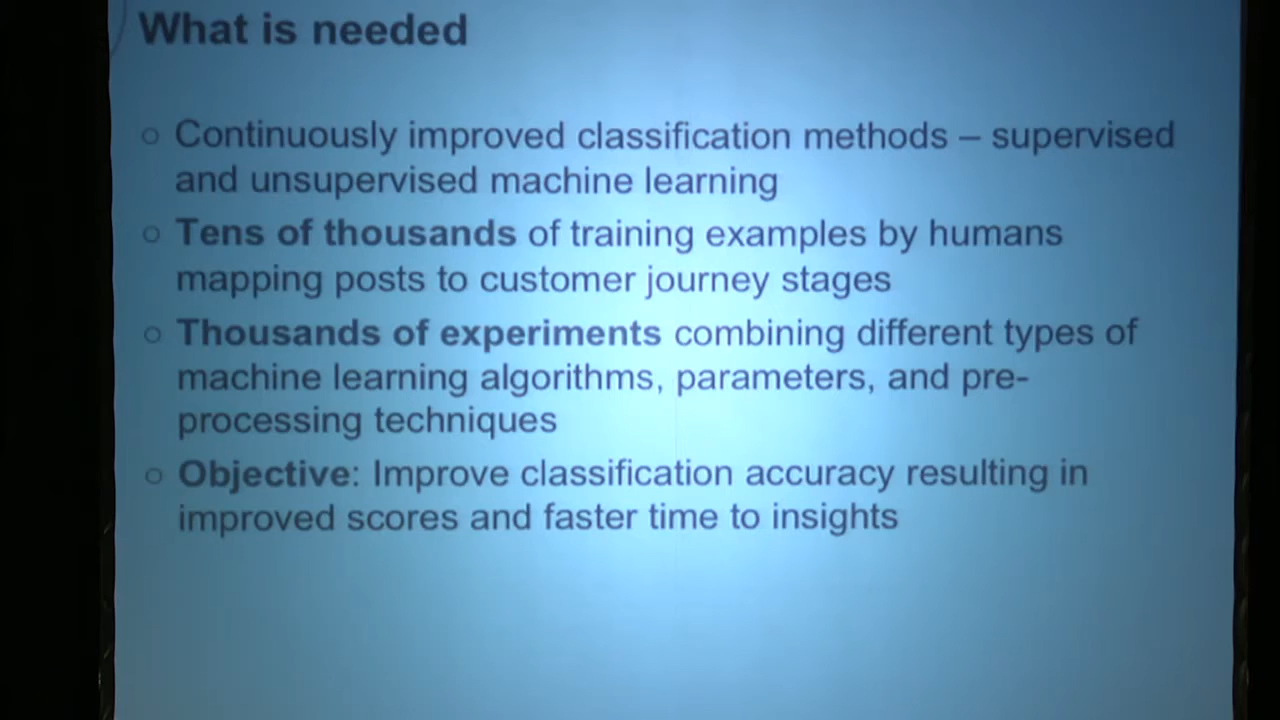 What is needed
○ Continuously improved classification methods – supervised
and unsupervised machine learning
○ Tens of thousands of training examples by humans
mapping posts to customer journey stages
○ Thousands of experiments combining different types of
machine learning algorithms, parameters, and pre-
processing techniques
○ Objective: Improve classification accuracy resulting in
improved scores and faster time to insights